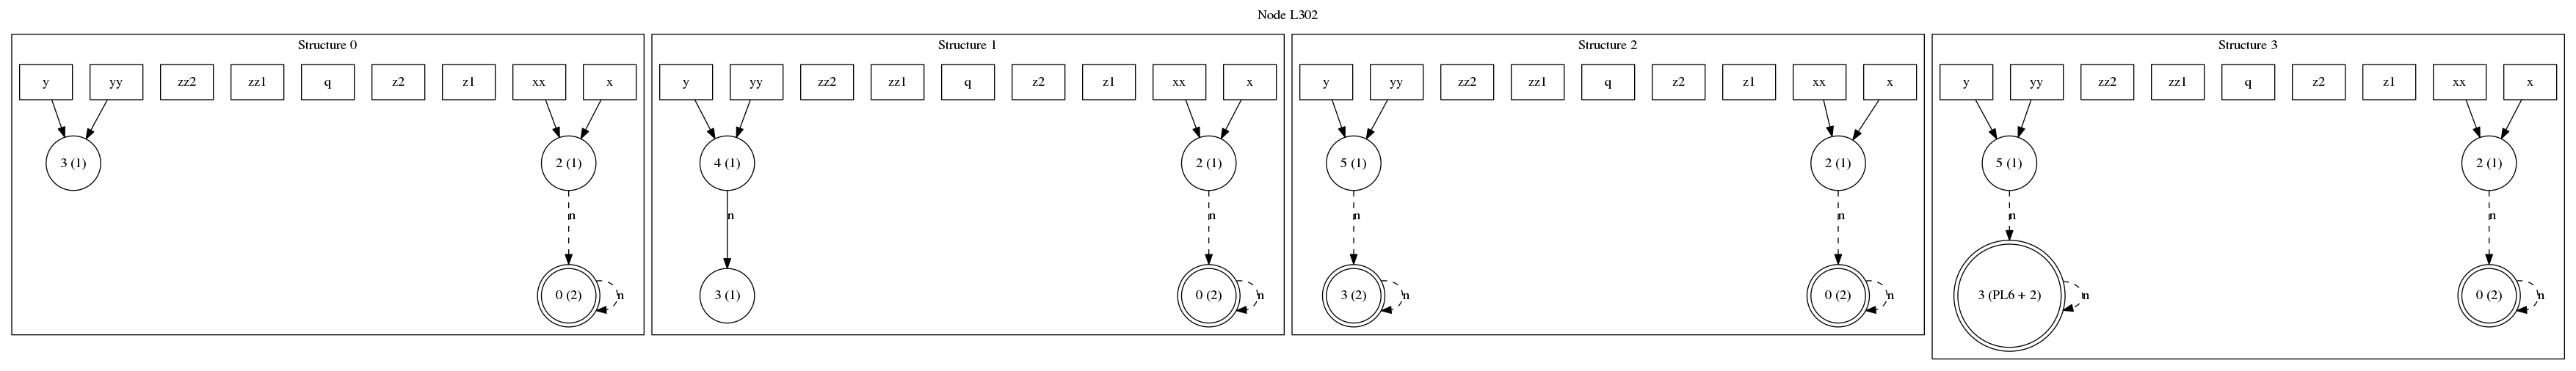 Node L302
Structure 0
y yy zz2 zz1 q z2 z1 xx x
3 (1) 2 (1)
n
0 (2) n
Structure 1
y yy zz2 zz1 q z2 z1 xx x
4 (1) 2 (1)
n n
3 (1) 0 (2) n
Structure 2
y yy zz2 zz1 q z2 z1 xx x
5 (1) 2 (1)
n n
3 (2) n 0 (2) n
Structure 3
y yy zz2 zz1 q z2 z1 xx x
5 (1) 2 (1)
n n
3 (PL6 + 2) n 0 (2) n